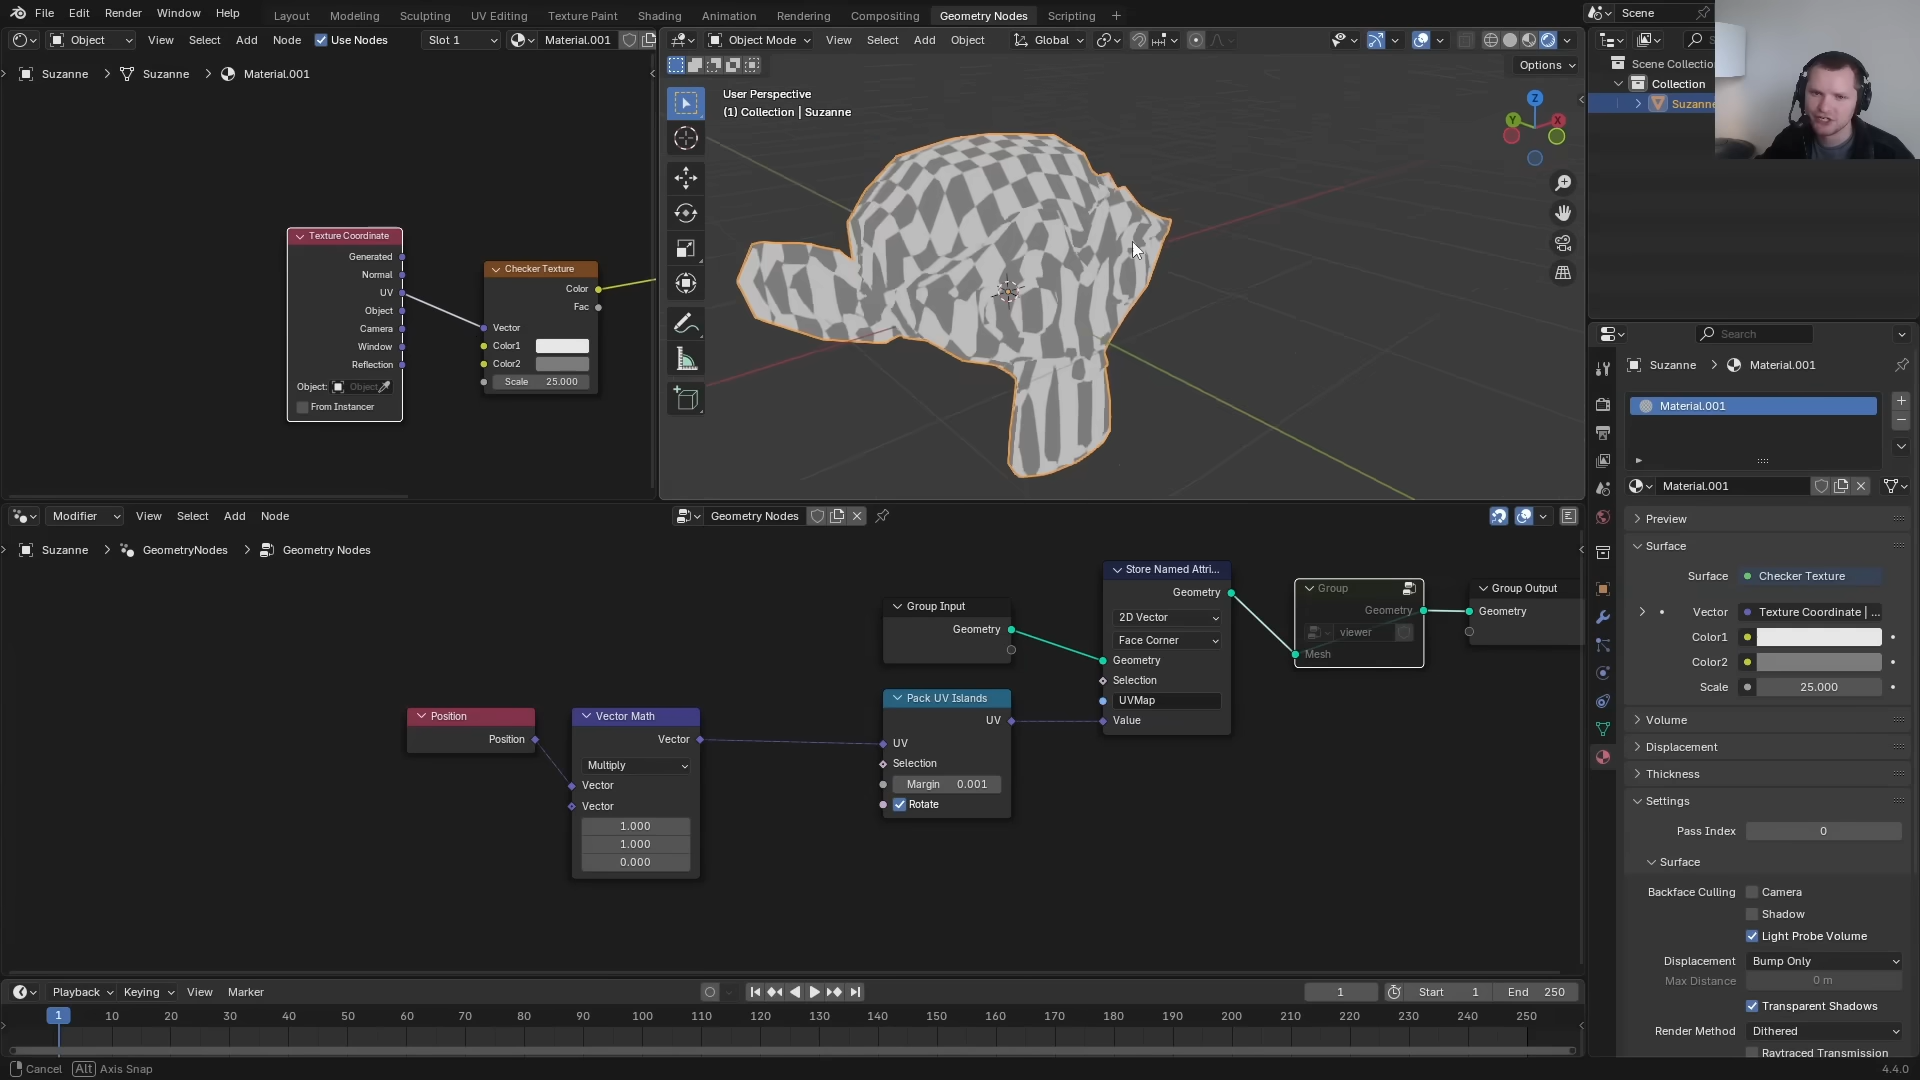 File Edit Render Window Help
Layout Modeling Sculpting UV Editing Texture Paint Shading Animation Rendering Compositing Geometry Nodes Scripting +
Scene
Object View Select Add Node Use Nodes Slot 1 Material.001
Object Mode View Select Add Object Global
Options
Suzanne > Suzanne > Material.001
User Perspective
(1) Collection | Suzanne
Z
Y
X
Scene Collectio
Collection
Suzanne
Texture Coordinate
Generated
Normal
UV
Object
Camera
Window
Reflection
Object: Object
From Instancer
Checker Texture
Color
Fac
Vector
Color1
Color2
Scale 25.000
Modifier View Select Add Node
Geometry Nodes
Suzanne > GeometryNodes > Geometry Nodes
Position
Position
Vector Math
Vector
Multiply
Vector
Vector
1.000
1.000
0.000
Group Input
Geometry
Pack UV Islands
UV
UV
Selection
Margin 0.001
Rotate
Store Named Attri...
Geometry
2D Vector
Face Corner
Geometry
Selection
UVMap
Value
Group
Geometry
viewer
Mesh
Group Output
Geometry
Search
Suzanne > Material.001
Material.001
Material.001
Preview
Surface
Surface Checker Texture
Vector Texture Coordinate | ...
Color1
Color2
Scale 25.000
Volume
Displacement
Thickness
Settings
Pass Index 0
Surface
Backface Culling Camera
Shadow
Light Probe Volume
Displacement Bump Only
Max Distance 0 m
Transparent Shadows
Render Method Dithered
Raytraced Transmission
Playback Keying View Marker
1 Start 1 End 250
1 10 20 30 40 50 60 70 80 90 100 110 120 130 140 150 160 170 180 190 200 210 220 230 240 250
Cancel Alt Axis Snap
4.4.0